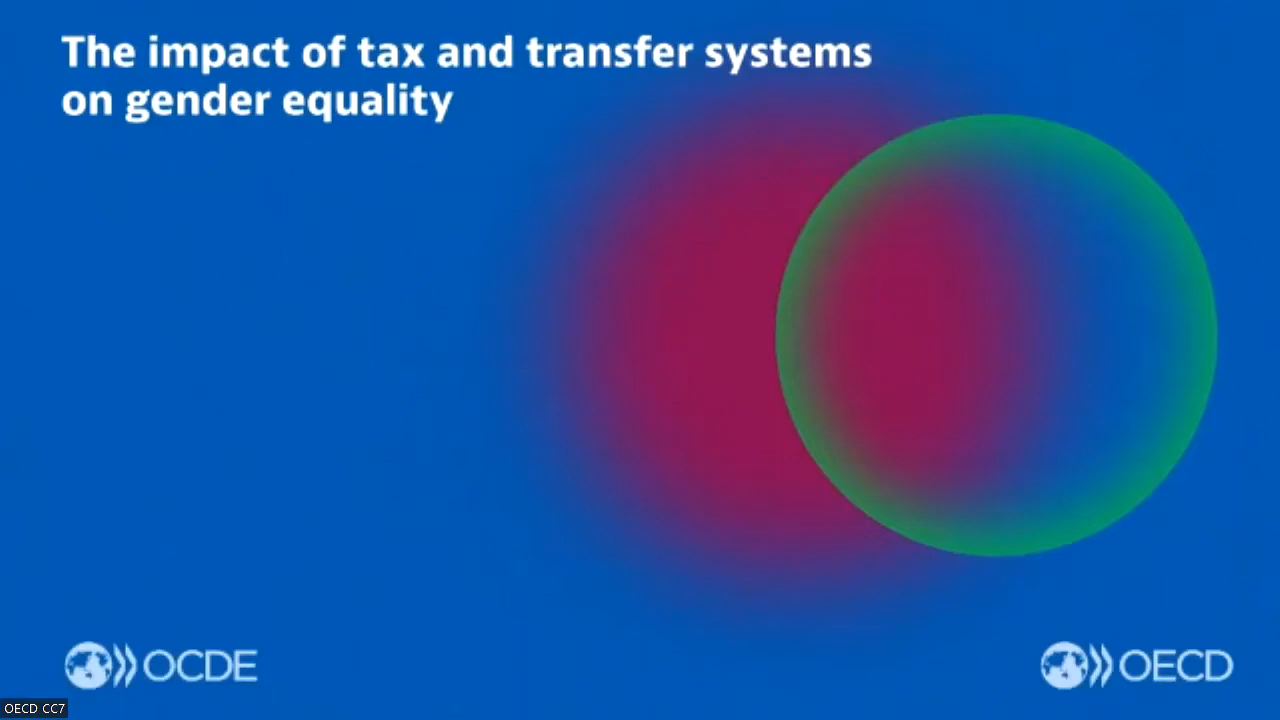 The impact of tax and transfer systems
on gender equality
OCDE
OECD
OECD CC7